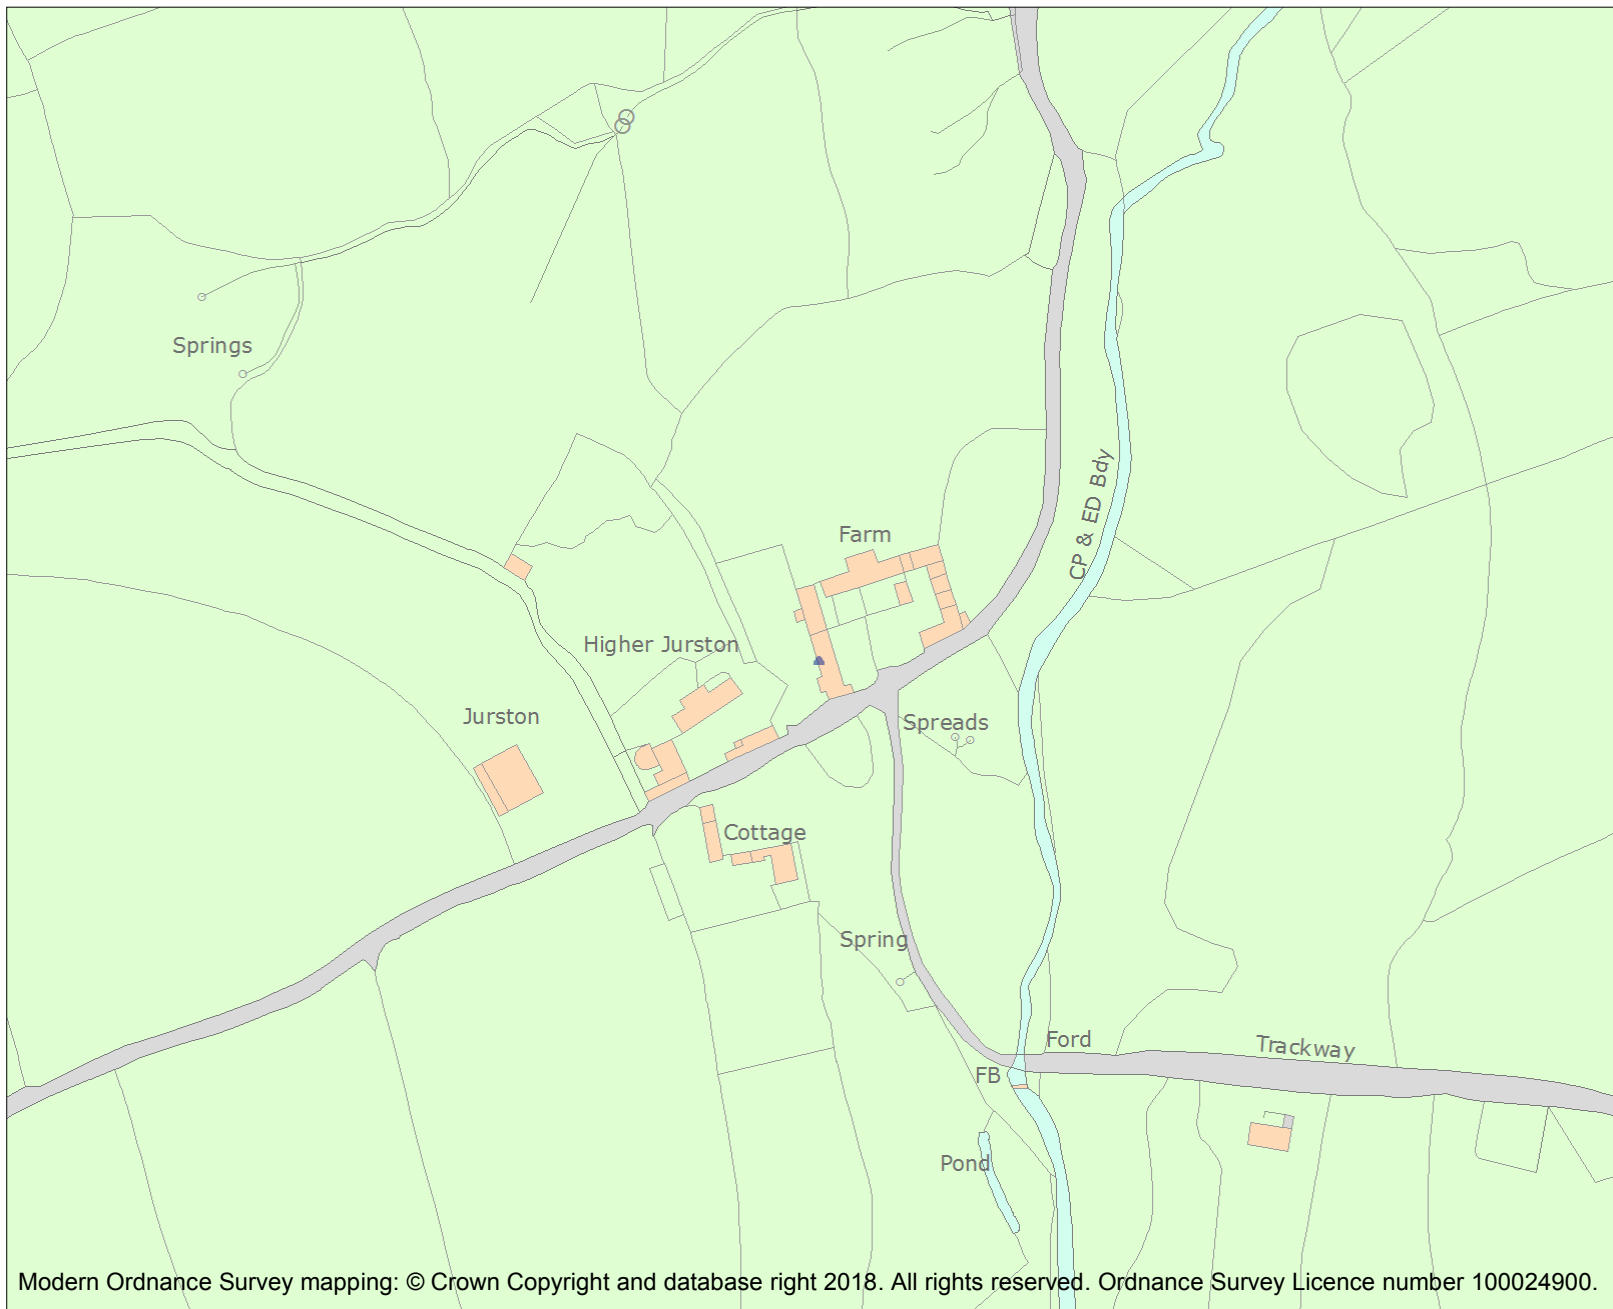 Springs
CP & ED Bdy
Farm
Higher Jurston
Jurston
Spreads
Cottage
Spring
Ford
Trackway
FB
Pond
Modern Ordnance Survey mapping: © Crown Copyright and database right 2018. All rights reserved. Ordnance Survey Licence number 100024900.